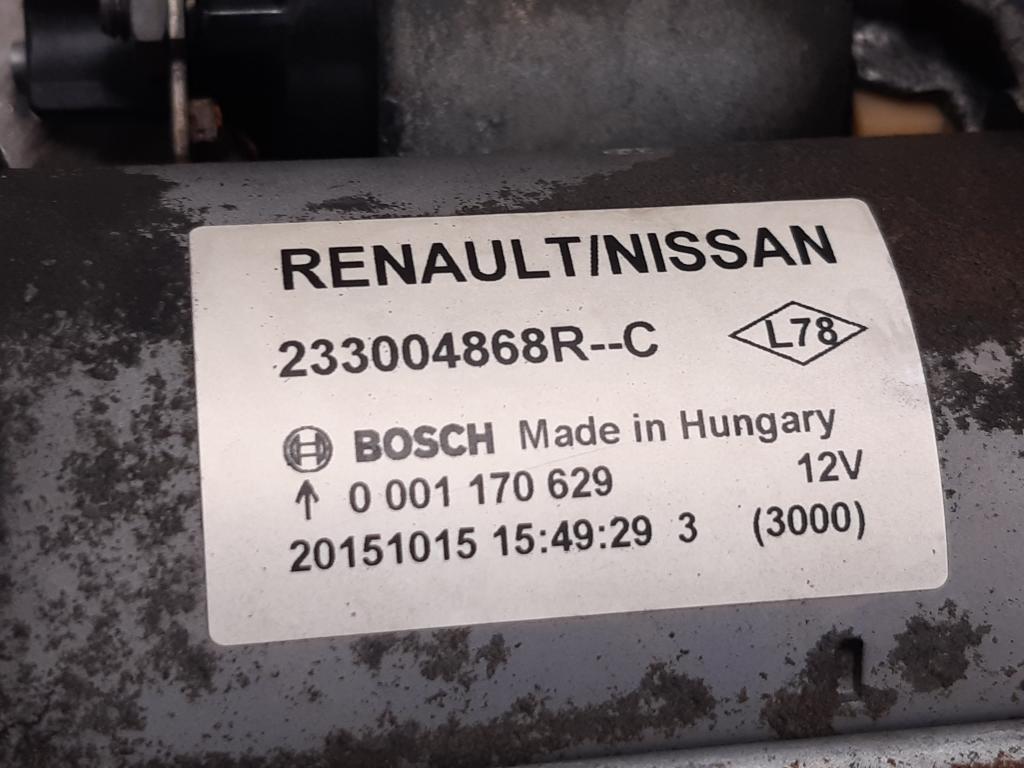 RENAULT/NISSAN
233004868R--C L78
BOSCH Made in Hungary
↑ 0 001 170 629 12V
20151015 15:49:29 3 (3000)